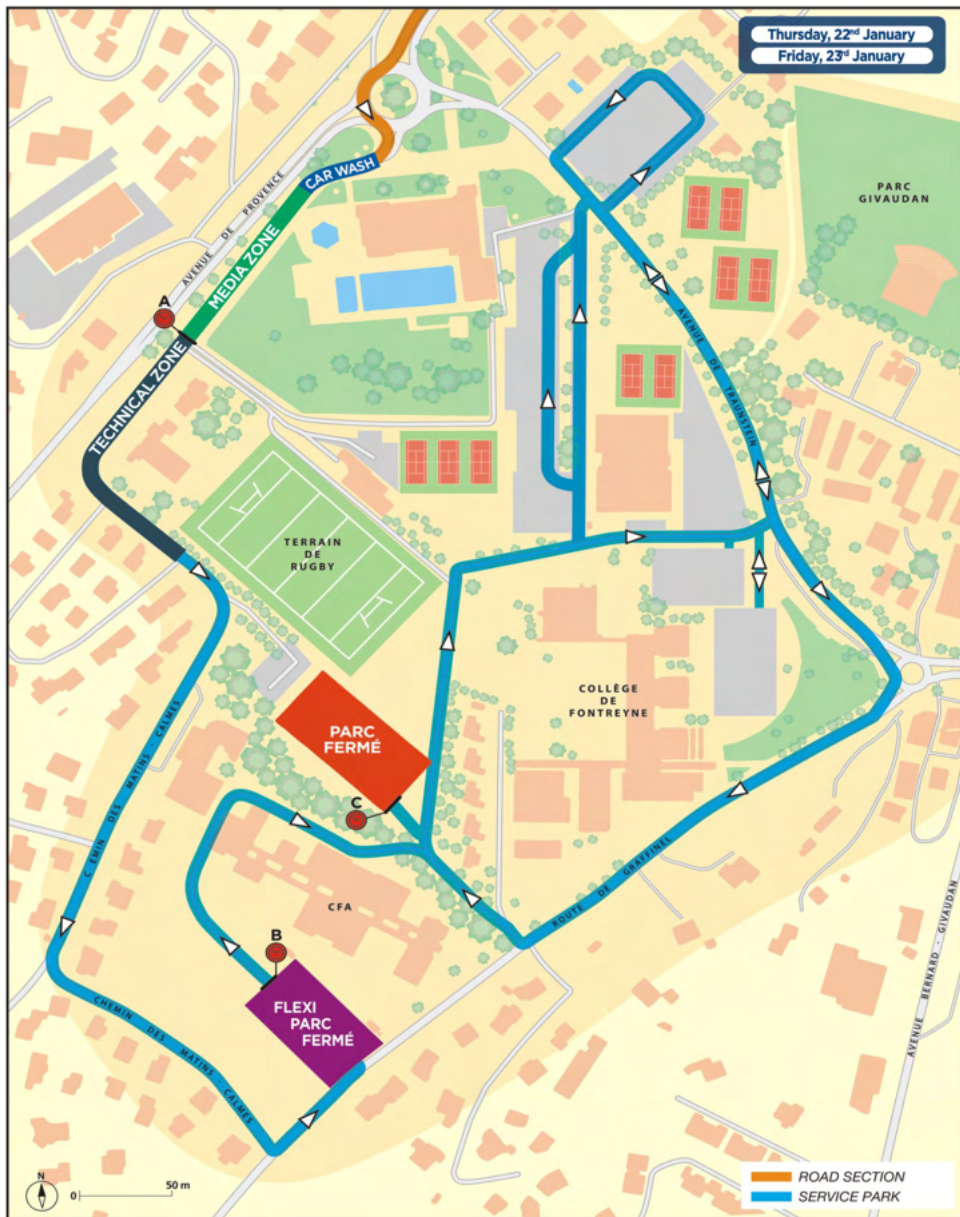 Thursday, 22nd January
Friday, 23rd January
CAR WASH
PARC
GIVAUDAN
AVENUE DE PROVENCE
MEDIA ZONE
A
AVENUE DE TRAUNSTEIN
TECHNICAL ZONE
TERRAIN
DE
RUGBY
COLLÈGE
DE
FONTREYNE
PARC
FERMÉ
C EMIN DES MATINS - CALMES
C
ROUTE DE GRAFFINEL
CFA
B
AVENUE BERNARD - GIVAUDAN
FLEXI
PARC
FERMÉ
CHEMIN DES MATINS - CALMES
N
0 50 m
ROAD SECTION
SERVICE PARK